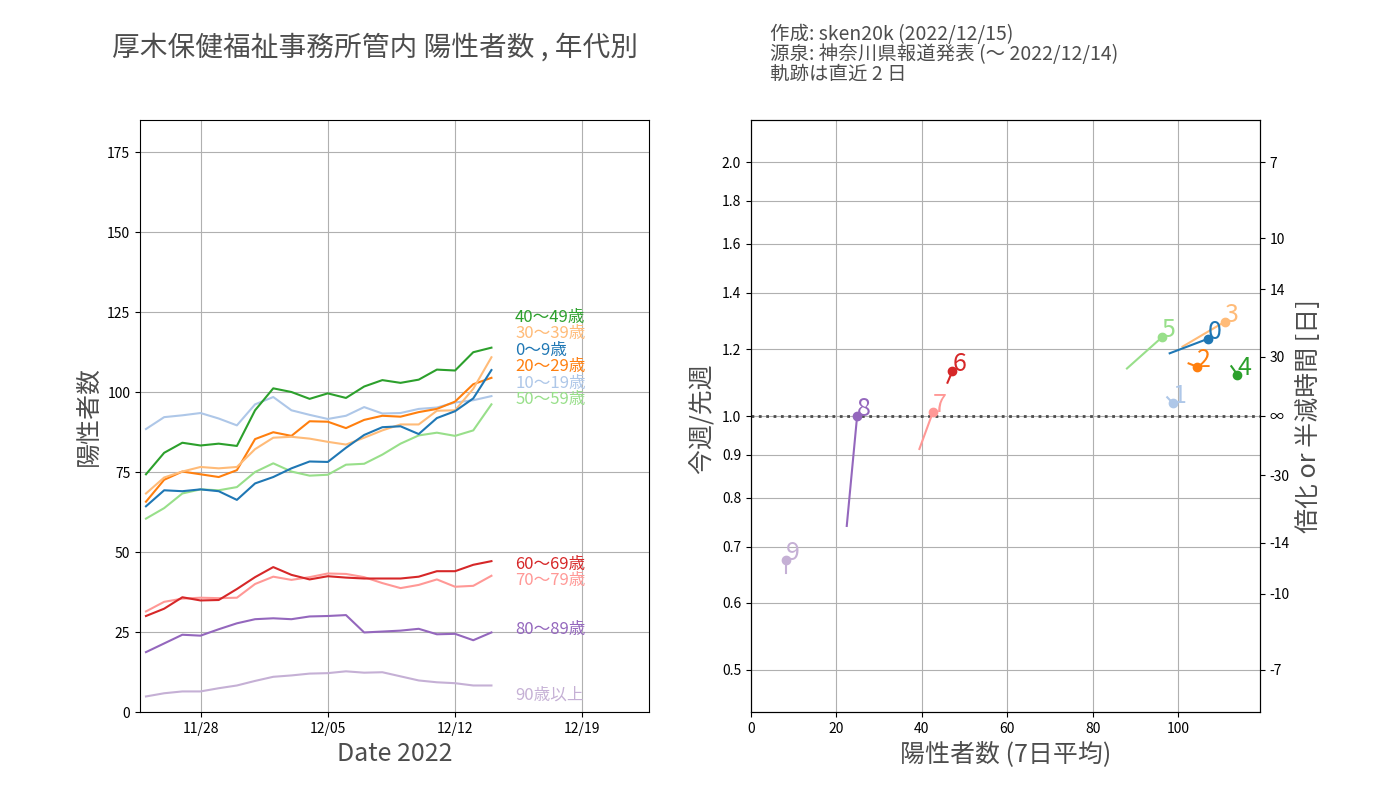 厚木保健福祉事務所管内 陽性者数 , 年代別
作成: sken20k (2022/12/15)
源泉: 神奈川県報道発表 (〜 2022/12/14)
軌跡は直近 2 日
陽性者数
175
150
125
100
75
50
25
0
40〜49歳
30〜39歳
0〜9歳
20〜29歳
10〜19歳
50〜59歳
60〜69歳
70〜79歳
80〜89歳
90歳以上
11/28
12/05
12/12
12/19
Date 2022
今週/先週
2.0
1.8
1.6
1.4
1.2
1.0
0.9
0.8
0.7
0.6
0.5
3
5
0
2
4
6
1
7
8
9
7
10
14
30
∞
-30
-14
-10
-7
倍化 or 半減時間 [日]
0
20
40
60
80
100
陽性者数 (7日平均)